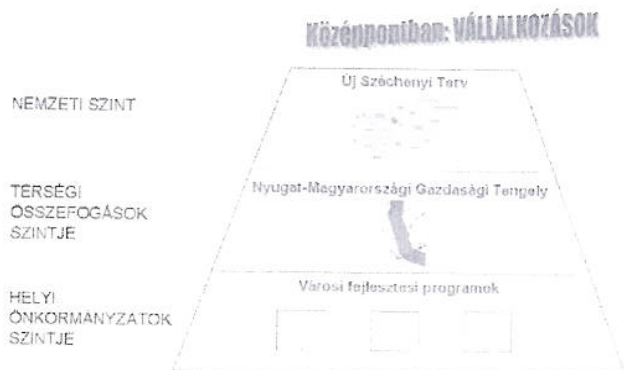 Középpontban: VÁLLALKOZÁSOK
NEMZETI SZINT
Új Széchenyi Terv
TÉRSÉGI
ÖSSZEFOGÁSOK
SZINTJE
Nyugat-Magyarországi Gazdasági Tengely
HELYI
ÖNKORMÁNYZATOK
SZINTJE
Városi fejlesztési programok